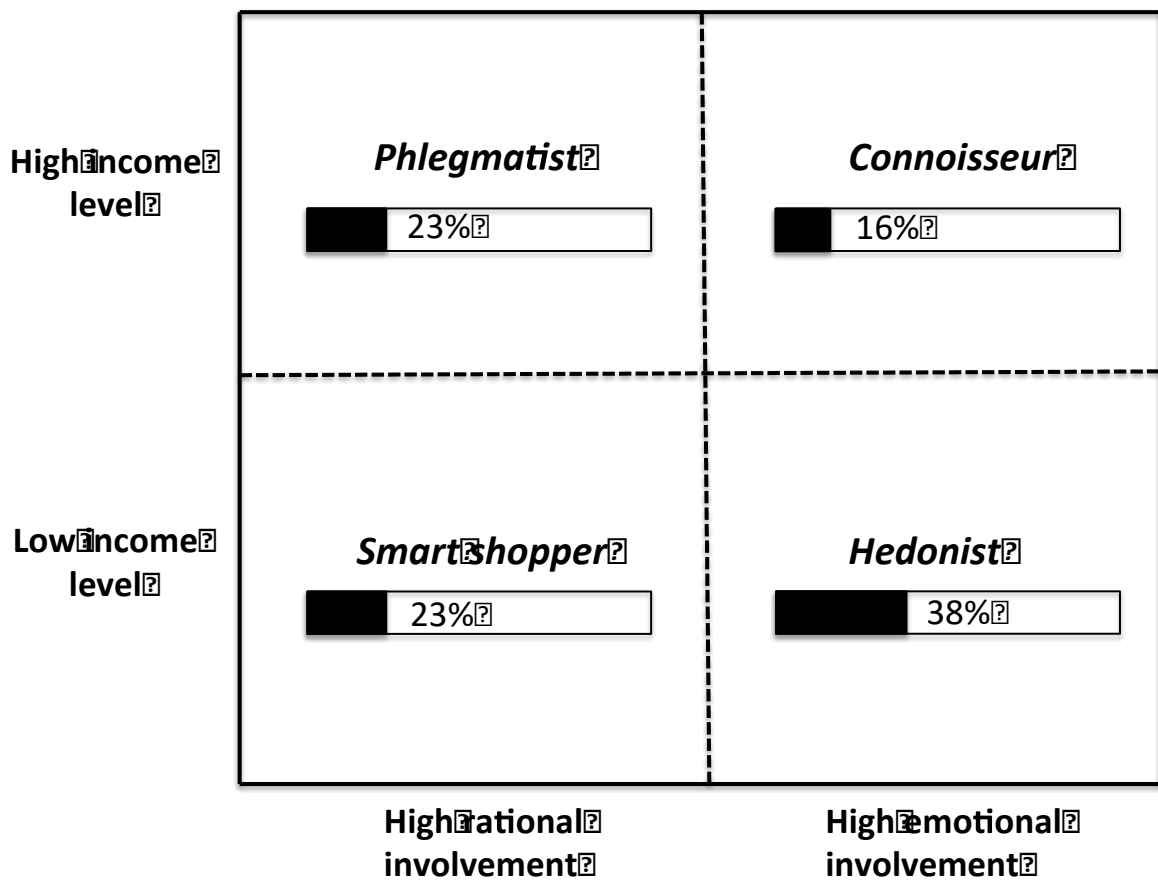 Phlegmatist⍰
Connoisseur⍰
High⍰income⍰
level⍰
23%⍰
16%⍰
Low⍰income⍰
level⍰
Smart⍰shopper⍰
Hedonist⍰
23%⍰
38%⍰
High⍰rational⍰
involvement⍰
High⍰emotional⍰
involvement⍰